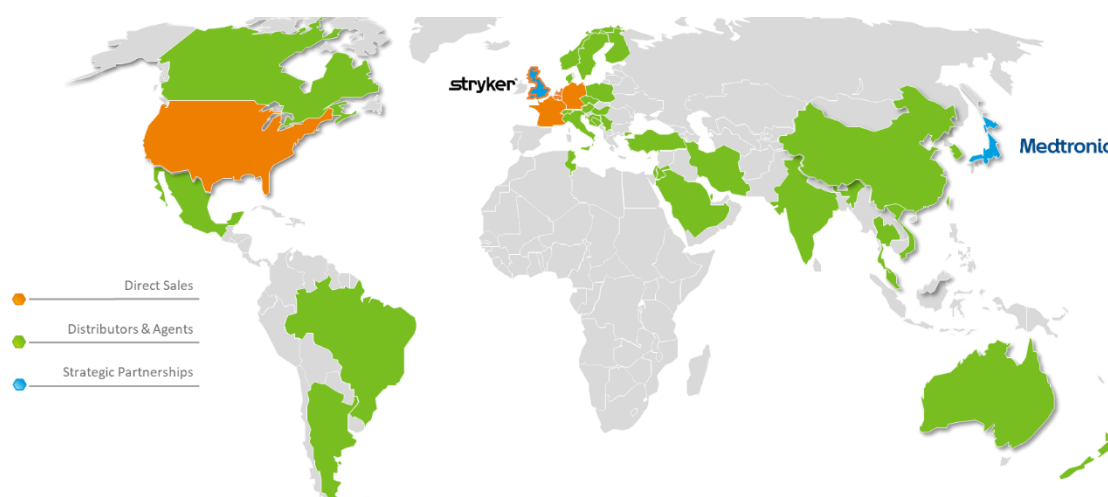 stryker®
Medtronic
Direct Sales
Distributors & Agents
Strategic Partnerships